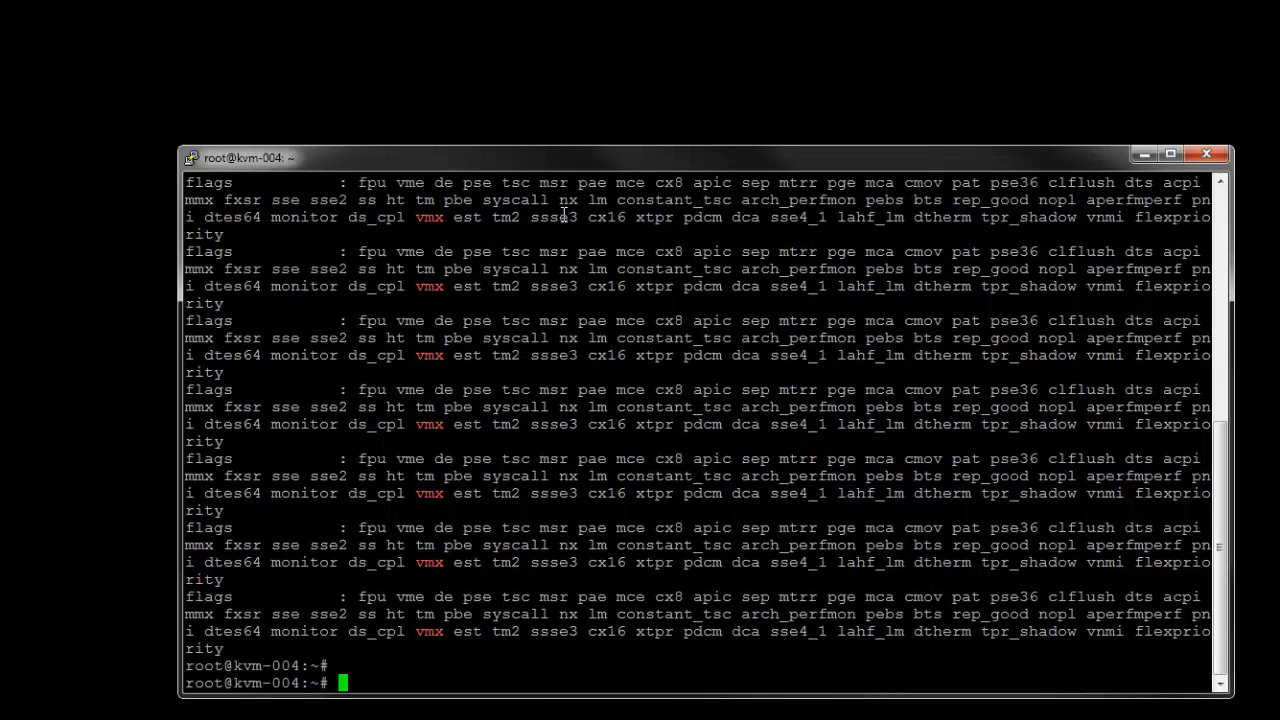 root@kvm-004: ~
flags           : fpu vme de pse tsc msr pae mce cx8 apic sep mtrr pge mca cmov pat pse36 clflush dts acpi
mmx fxsr sse sse2 ss ht tm pbe syscall nx lm constant_tsc arch_perfmon pebs bts rep_good nopl aperfmperf pn
i dtes64 monitor ds_cpl vmx est tm2 ssse3 cx16 xtpr pdcm dca sse4_1 lahf_lm dtherm tpr_shadow vnmi flexprio
rity
flags           : fpu vme de pse tsc msr pae mce cx8 apic sep mtrr pge mca cmov pat pse36 clflush dts acpi
mmx fxsr sse sse2 ss ht tm pbe syscall nx lm constant_tsc arch_perfmon pebs bts rep_good nopl aperfmperf pn
i dtes64 monitor ds_cpl vmx est tm2 ssse3 cx16 xtpr pdcm dca sse4_1 lahf_lm dtherm tpr_shadow vnmi flexprio
rity
flags           : fpu vme de pse tsc msr pae mce cx8 apic sep mtrr pge mca cmov pat pse36 clflush dts acpi
mmx fxsr sse sse2 ss ht tm pbe syscall nx lm constant_tsc arch_perfmon pebs bts rep_good nopl aperfmperf pn
i dtes64 monitor ds_cpl vmx est tm2 ssse3 cx16 xtpr pdcm dca sse4_1 lahf_lm dtherm tpr_shadow vnmi flexprio
rity
flags           : fpu vme de pse tsc msr pae mce cx8 apic sep mtrr pge mca cmov pat pse36 clflush dts acpi
mmx fxsr sse sse2 ss ht tm pbe syscall nx lm constant_tsc arch_perfmon pebs bts rep_good nopl aperfmperf pn
i dtes64 monitor ds_cpl vmx est tm2 ssse3 cx16 xtpr pdcm dca sse4_1 lahf_lm dtherm tpr_shadow vnmi flexprio
rity
flags           : fpu vme de pse tsc msr pae mce cx8 apic sep mtrr pge mca cmov pat pse36 clflush dts acpi
mmx fxsr sse sse2 ss ht tm pbe syscall nx lm constant_tsc arch_perfmon pebs bts rep_good nopl aperfmperf pn
i dtes64 monitor ds_cpl vmx est tm2 ssse3 cx16 xtpr pdcm dca sse4_1 lahf_lm dtherm tpr_shadow vnmi flexprio
rity
flags           : fpu vme de pse tsc msr pae mce cx8 apic sep mtrr pge mca cmov pat pse36 clflush dts acpi
mmx fxsr sse sse2 ss ht tm pbe syscall nx lm constant_tsc arch_perfmon pebs bts rep_good nopl aperfmperf pn
i dtes64 monitor ds_cpl vmx est tm2 ssse3 cx16 xtpr pdcm dca sse4_1 lahf_lm dtherm tpr_shadow vnmi flexprio
rity
flags           : fpu vme de pse tsc msr pae mce cx8 apic sep mtrr pge mca cmov pat pse36 clflush dts acpi
mmx fxsr sse sse2 ss ht tm pbe syscall nx lm constant_tsc arch_perfmon pebs bts rep_good nopl aperfmperf pn
i dtes64 monitor ds_cpl vmx est tm2 ssse3 cx16 xtpr pdcm dca sse4_1 lahf_lm dtherm tpr_shadow vnmi flexprio
rity
root@kvm-004:~#
root@kvm-004:~#